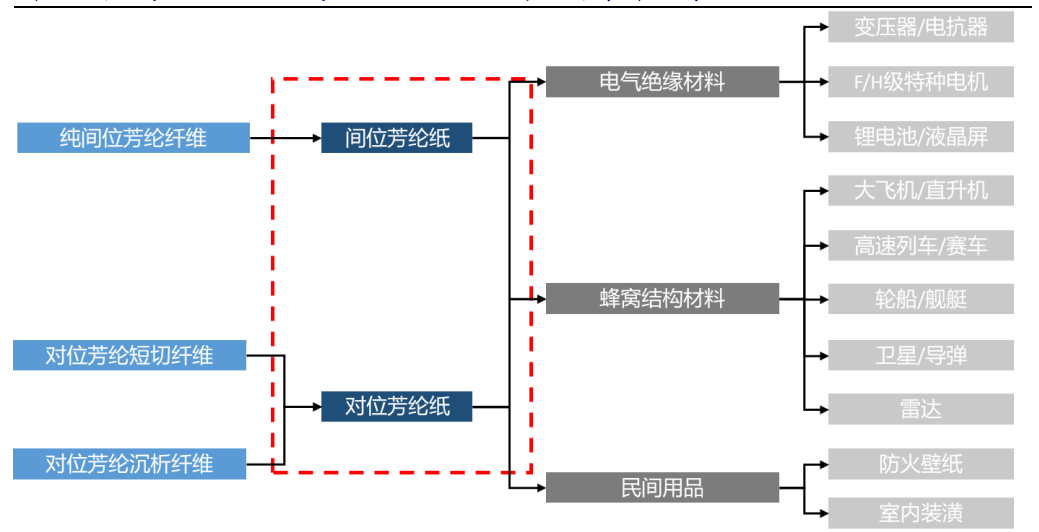 变压器/电抗器
电气绝缘材料
F/H级特种电机
纯间位芳纶纤维
间位芳纶纸
锂电池/液晶屏
大飞机/直升机
高速列车/赛车
蜂窝结构材料
轮船/舰艇
对位芳纶短切纤维
卫星/导弹
对位芳纶纸
雷达
对位芳纶沉析纤维
防火壁纸
民间用品
室内装潢